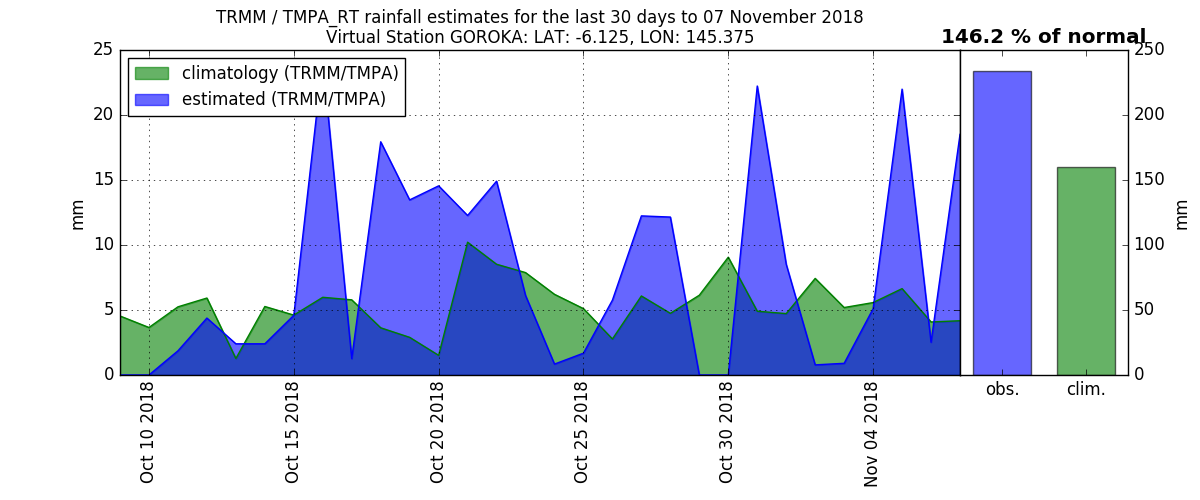 TRMM / TMPA_RT rainfall estimates for the last 30 days to 07 November 2018
Virtual Station GOROKA: LAT: -6.125, LON: 145.375
146.2 % of normal
climatology (TRMM/TMPA)
estimated (TRMM/TMPA)
25
20
15
10
5
0
mm
Oct 10 2018
Oct 15 2018
Oct 20 2018
Oct 25 2018
Oct 30 2018
Nov 04 2018
250
200
150
100
50
0
mm
obs.
clim.